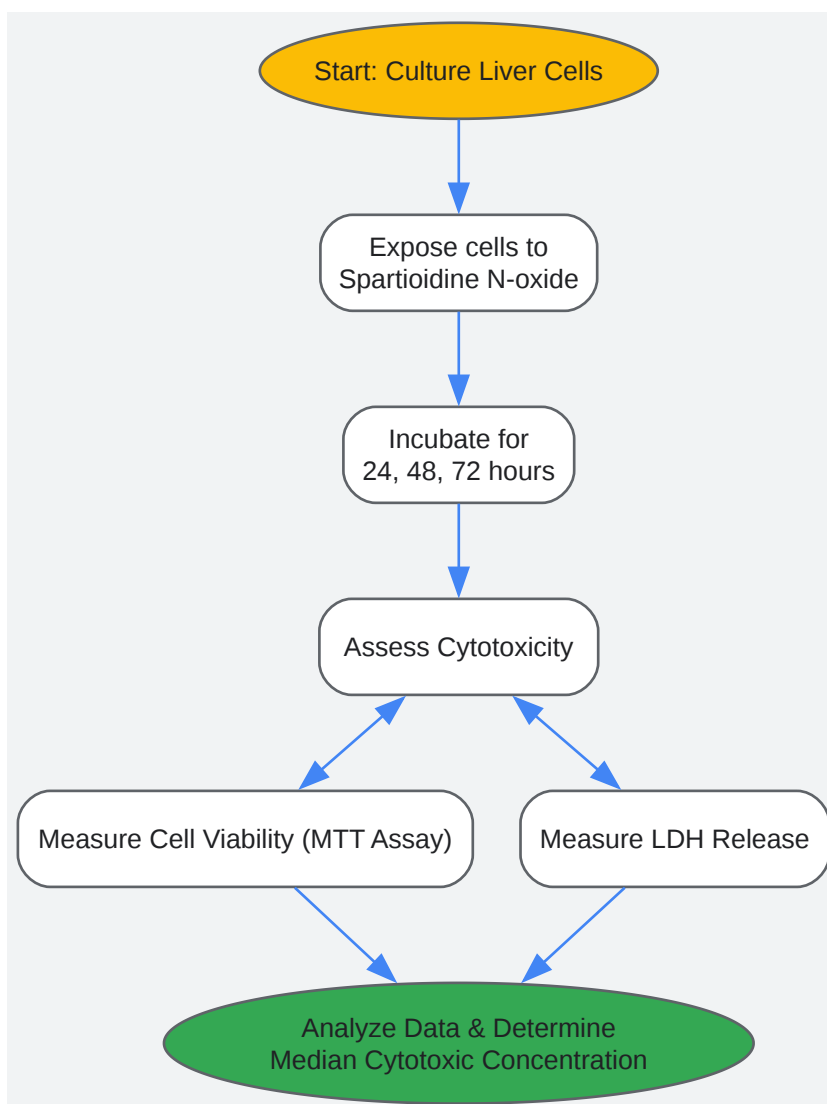 Start: Culture Liver Cells
Expose cells to
Spartioidine N-oxide
Incubate for
24, 48, 72 hours
Assess Cytotoxicity
Measure Cell Viability (MTT Assay)
Measure LDH Release
Analyze Data & Determine
Median Cytotoxic Concentration